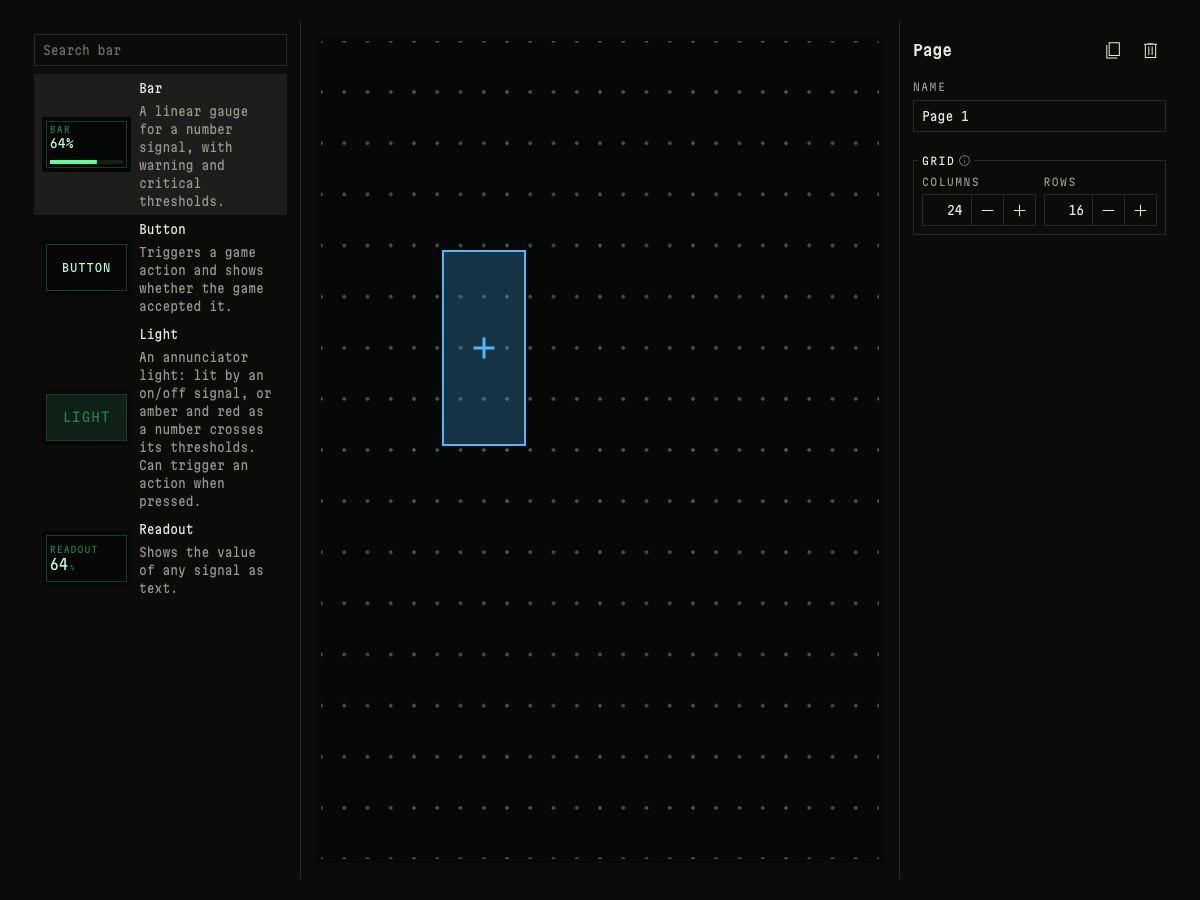 Search bar
Bar
A linear gauge
for a number
signal, with
warning and
critical
thresholds.
BAR
64%
Button
Triggers a game
action and shows
whether the game
accepted it.
BUTTON
Light
An annunciator
light: lit by an
on/off signal, or
amber and red as
a number crosses
its thresholds.
Can trigger an
action when
pressed.
LIGHT
Readout
Shows the value
of any signal as
text.
READOUT
64%
Page
NAME
Page 1
GRID
COLUMNS ROWS
24 16